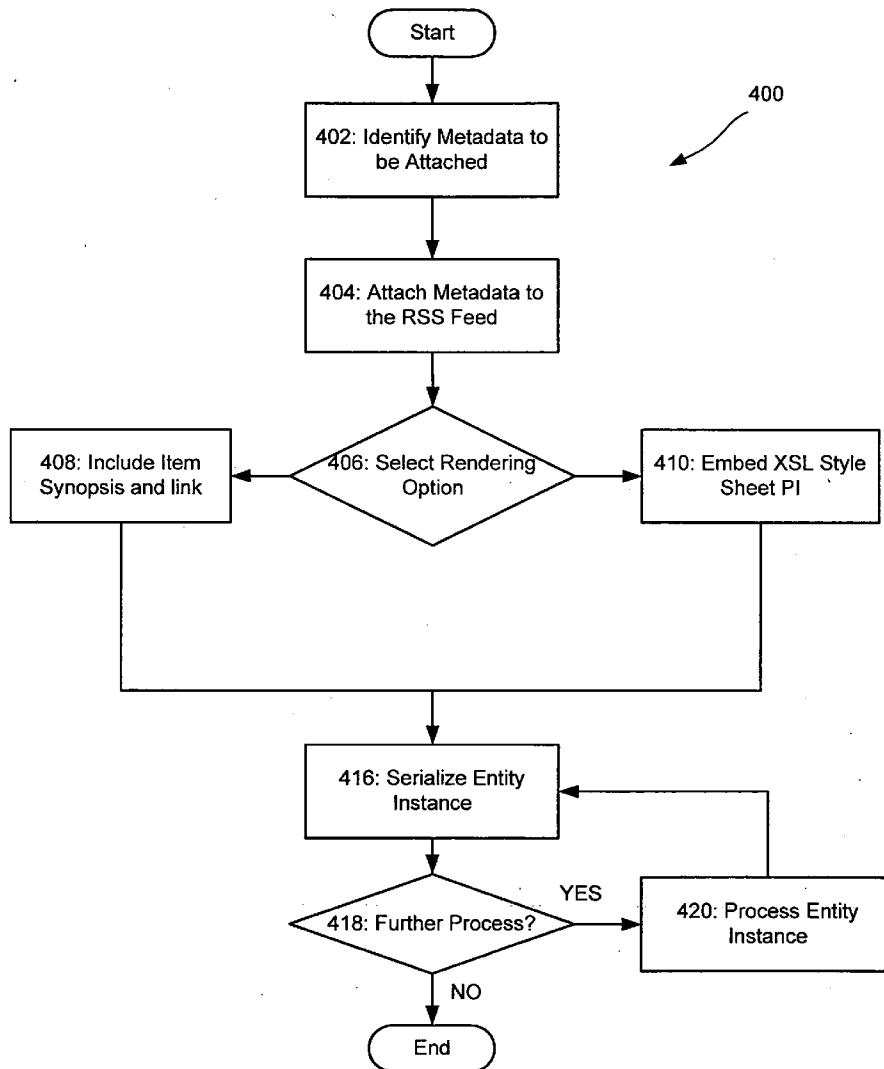 Start
400
402: Identify Metadata to
be Attached
404: Attach Metadata to
the RSS Feed
406: Select Rendering
Option
408: Include Item
Synopsis and link
410: Embed XSL Style
Sheet PI
416: Serialize Entity
Instance
418: Further Process?
YES
420: Process Entity
Instance
NO
End